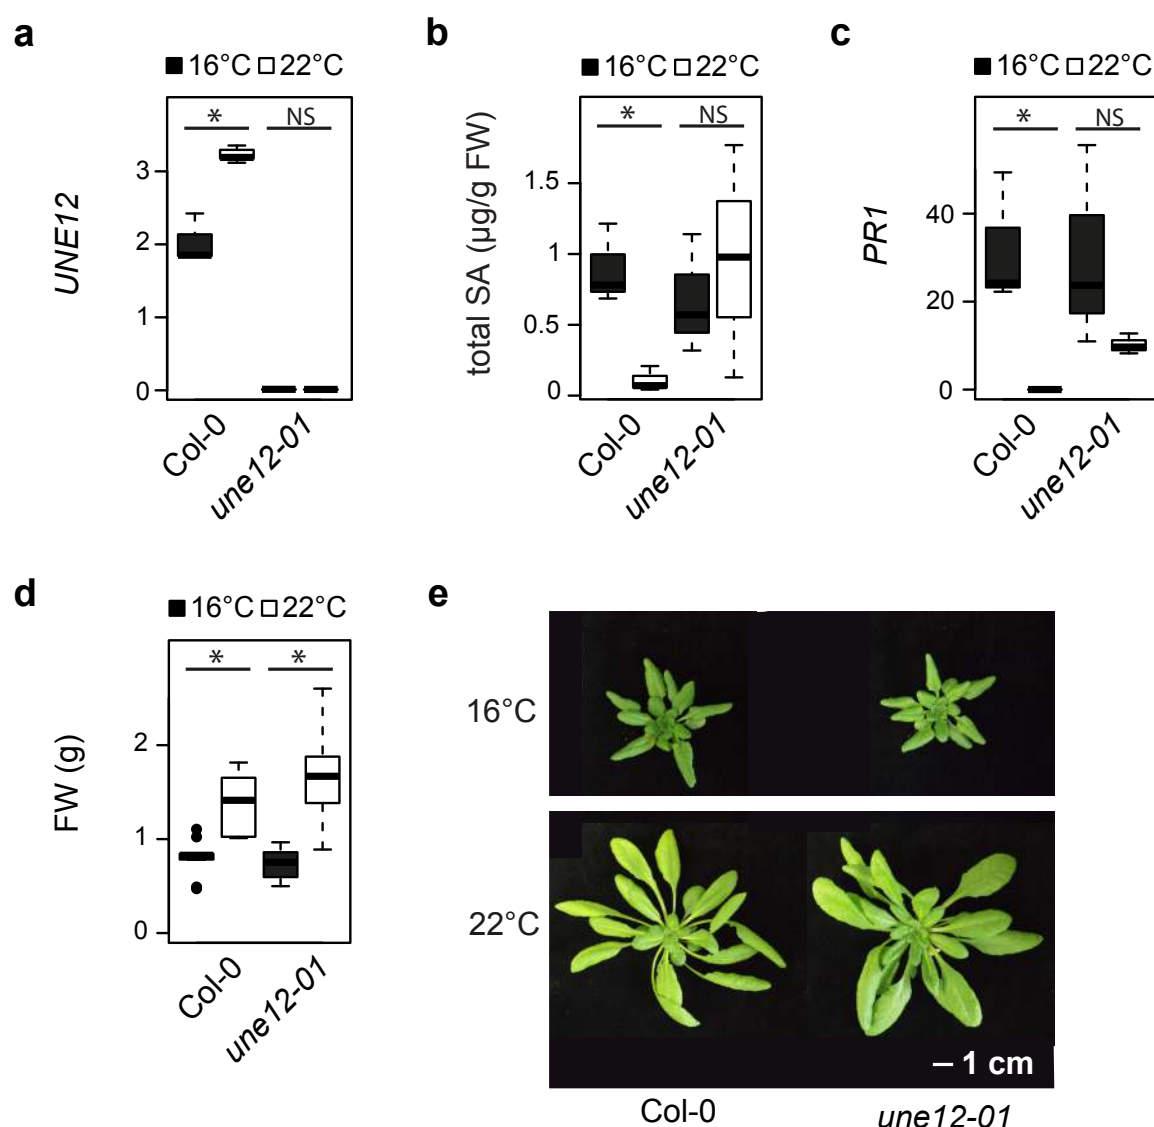 a
16°C 22°C
UNE12
* NS
3
2
1
0
Col-0
une12-01
b
16°C 22°C
total SA (µg/g FW)
* NS
1.5
1
0.5
0
Col-0
une12-01
c
16°C 22°C
PR1
* NS
40
20
0
Col-0
une12-01
d
16°C 22°C
FW (g)
* *
2
1
0
Col-0
une12-01
e
16°C
22°C
1 cm
Col-0
une12-01